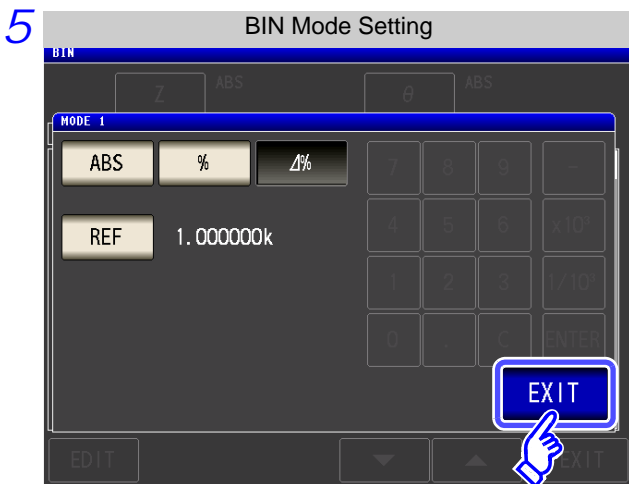 5 BIN Mode Setting
BIN
Z ABS θ ABS
MODE 1
ABS % Δ% 7 8 9 −
REF 1.000000k 4 5 6 x10³
1 2 3 1/10³
0 . C ENTER
EXIT
EDIT ▼ ▲ EXIT